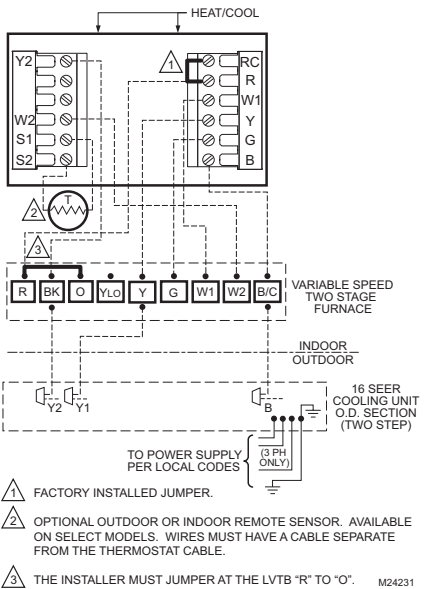 HEAT/COOL
Y2
W2
S1
S2
1
RC
R
W1
Y
G
B
2
T
3
R BK O YLO Y G W1 W2 B/C
VARIABLE SPEED
TWO STAGE
FURNACE
INDOOR
OUTDOOR
Y2 Y1 B
16 SEER
COOLING UNIT
O.D. SECTION
(TWO STEP)
TO POWER SUPPLY
PER LOCAL CODES
(3 PH
ONLY)
1 FACTORY INSTALLED JUMPER.
2 OPTIONAL OUTDOOR OR INDOOR REMOTE SENSOR. AVAILABLE
ON SELECT MODELS. WIRES MUST HAVE A CABLE SEPARATE
FROM THE THERMOSTAT CABLE.
3 THE INSTALLER MUST JUMPER AT THE LVTB “R” TO “O”.
M24231